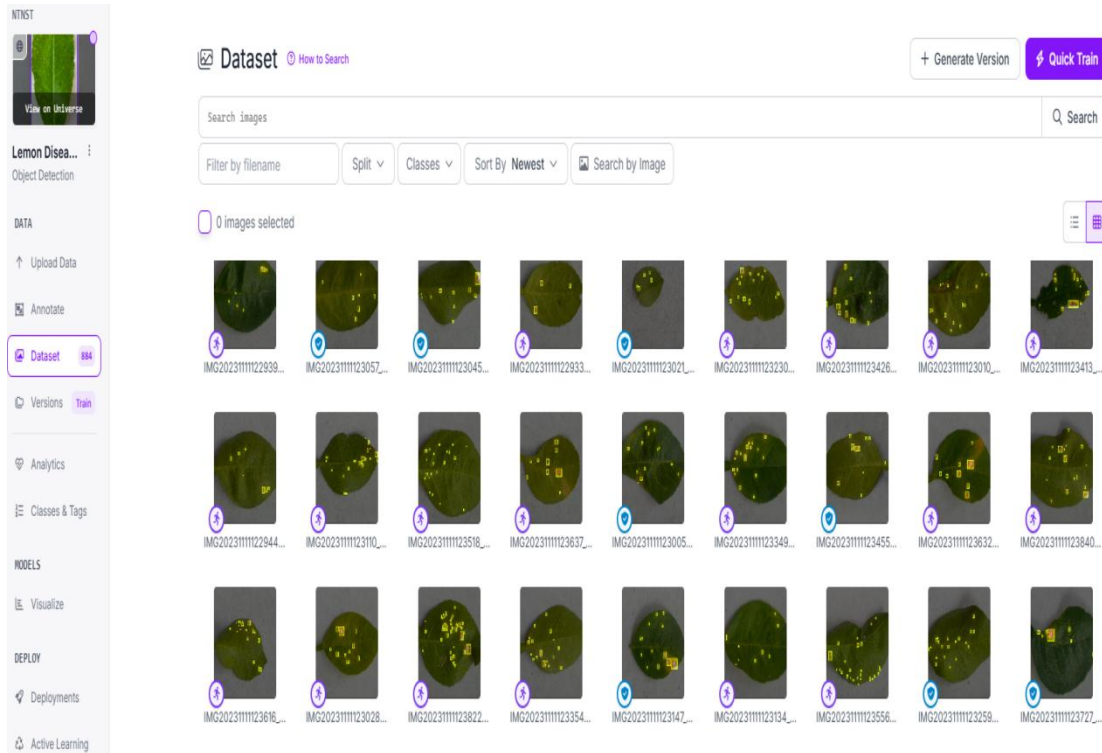 NTNST
View on Universe
Lemon Disea...
Object Detection
DATA
Upload Data
Annotate
Dataset 884
Versions Train
Analytics
Classes & Tags
MODELS
Visualize
DEPLOY
Deployments
Active Learning
Dataset How to Search
+ Generate Version
Quick Train
Search images
Search
Filter by filename
Split
Classes
Sort By Newest
Search by Image
0 images selected
IMG20231111122939... IMG20231111123057_... IMG20231111123045... IMG20231111122933... IMG20231111123021_... IMG20231111123230... IMG20231111123426... IMG20231111123010_... IMG20231111123413_...
IMG20231111122944... IMG20231111123110_... IMG20231111123518_... IMG20231111123637_... IMG20231111123005... IMG20231111123349... IMG20231111123455... IMG20231111123632... IMG20231111123840...
IMG20231111123616_... IMG20231111123028... IMG20231111123822... IMG20231111123354... IMG20231111123147_... IMG20231111123134_... IMG20231111123556... IMG20231111123259... IMG20231111123727_...